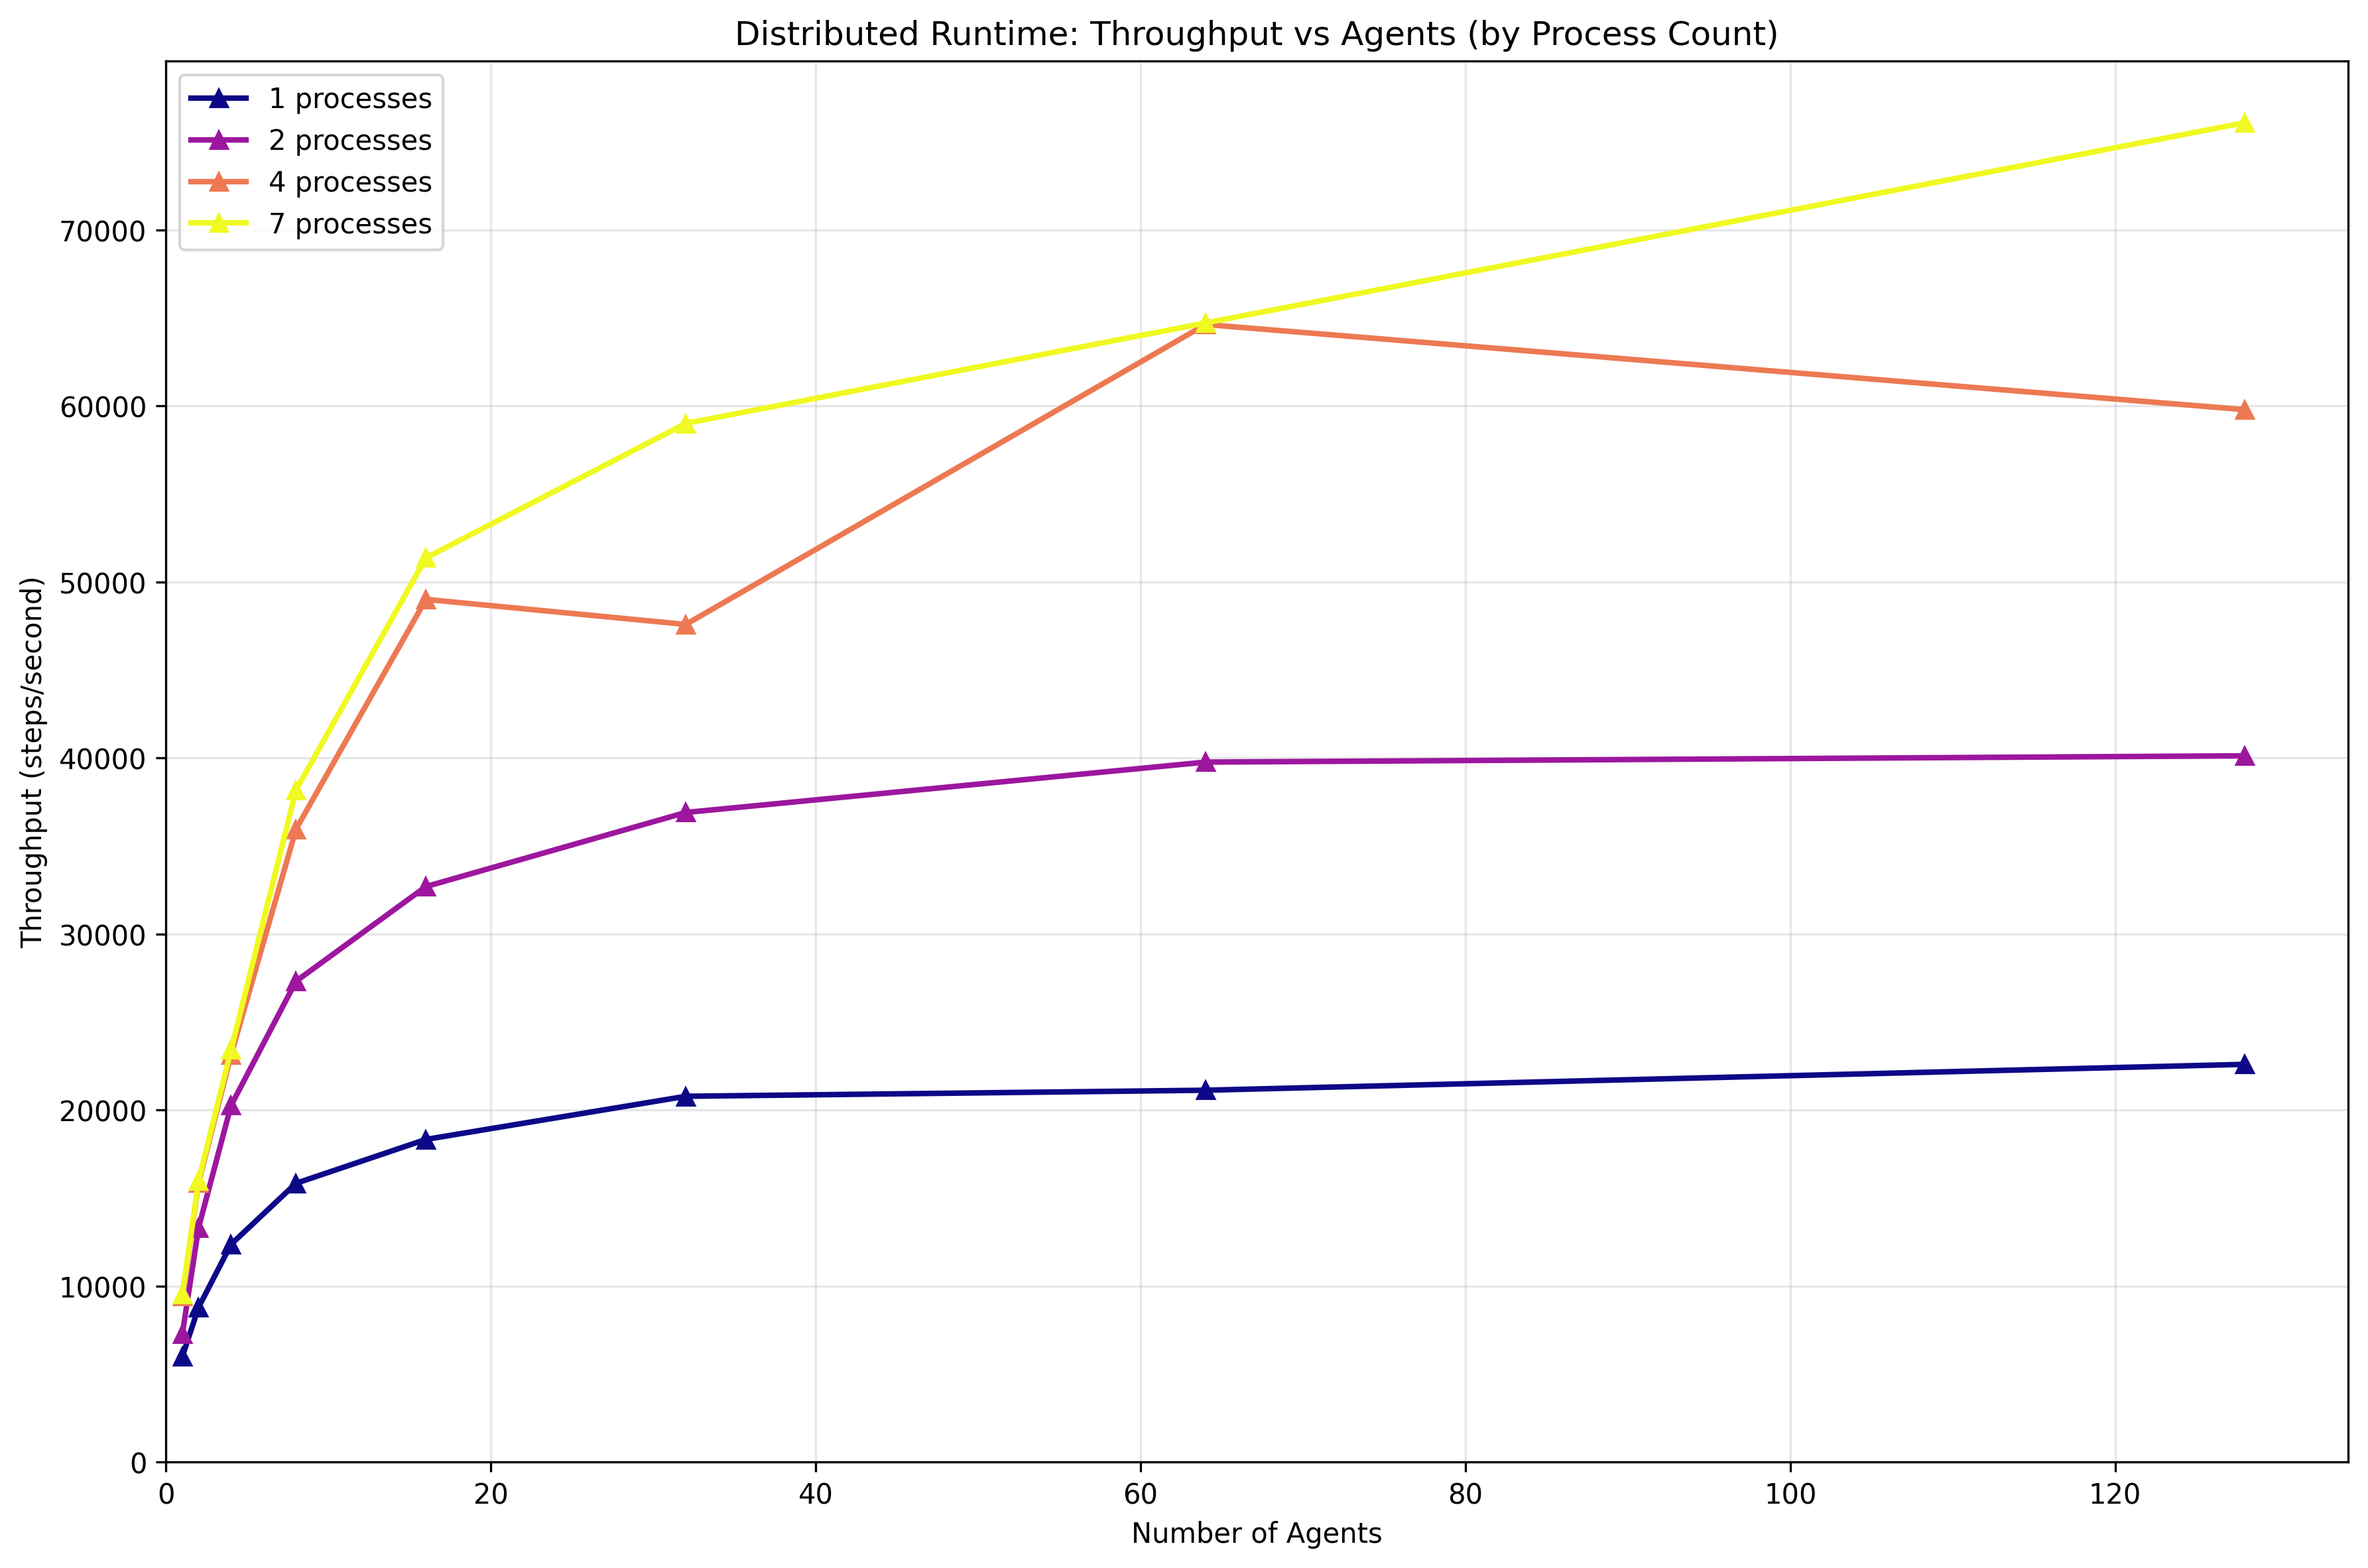 Distributed Runtime: Throughput vs Agents (by Process Count)
1 processes
2 processes
4 processes
7 processes
Throughput (steps/second)
70000
60000
50000
40000
30000
20000
10000
0
0 20 40 60 80 100 120
Number of Agents